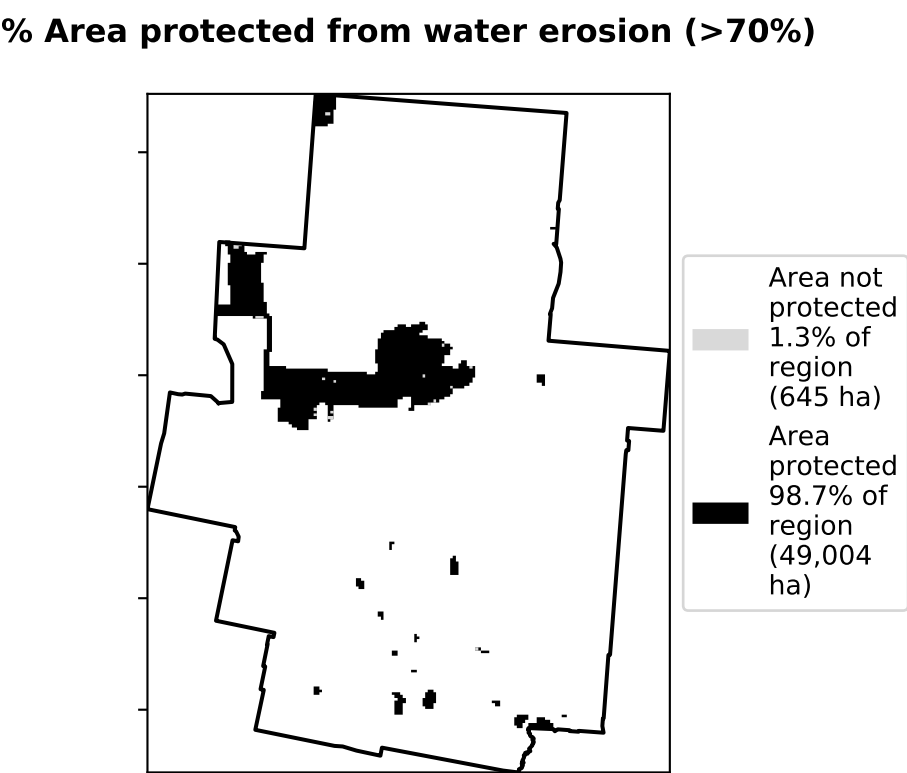 % Area protected from water erosion (>70%)
Area not
protected
1.3% of
region
(645 ha)
Area
protected
98.7% of
region
(49,004
ha)